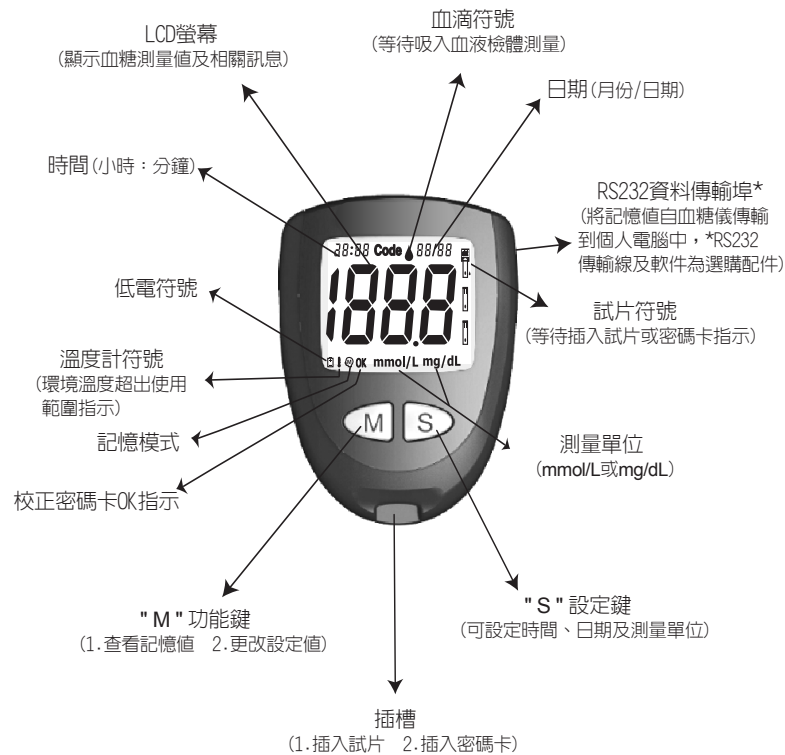 LCD螢幕
(顯示血糖測量值及相關訊息)
血滴符號
(等待吸入血液檢體測量)
日期(月份/日期)
時間(小時：分鐘)
RS232資料傳輸埠*
(將記憶值自血糖儀傳輸
到個人電腦中，*RS232
傳輸線及軟件為選購配件)
低電符號
試片符號
(等待插入試片或密碼卡指示)
溫度計符號
(環境溫度超出使用
範圍指示)
記憶模式
校正密碼卡OK指示
測量單位
(mmol/L或mg/dL)
88:88 Code 88/88
188.8
OK mmol/L mg/dL
M S
"M"功能鍵
(1.查看記憶值 2.更改設定值)
"S"設定鍵
(可設定時間、日期及測量單位)
插槽
(1.插入試片 2.插入密碼卡)